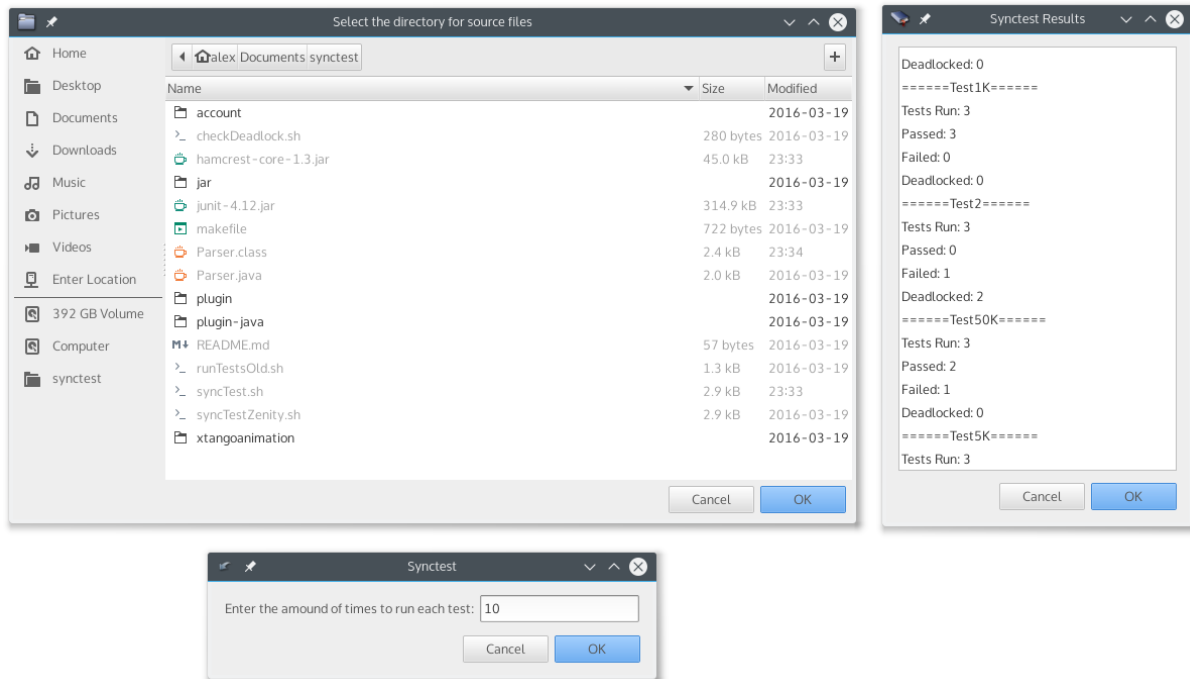 Select the directory for source files
Home
Desktop
Documents
Downloads
Music
Pictures
Videos
Enter Location
392 GB Volume
Computer
synctest
alex Documents synctest
+
Name Size Modified
account 2016-03-19
checkDeadlock.sh 280 bytes 2016-03-19
hamcrest-core-1.3.jar 45.0 kB 23:33
jar 2016-03-19
junit-4.12.jar 314.9 kB 23:33
makefile 722 bytes 2016-03-19
Parser.class 2.4 kB 23:34
Parser.java 2.0 kB 2016-03-19
plugin 2016-03-19
plugin-java 2016-03-19
README.md 57 bytes 2016-03-19
runTestsOld.sh 1.3 kB 2016-03-19
syncTest.sh 2.9 kB 23:33
syncTestZenity.sh 2.9 kB 2016-03-19
xtangoanimation 2016-03-19
Cancel OK
Synctest Results
Deadlocked: 0
======Test1K======
Tests Run: 3
Passed: 3
Failed: 0
Deadlocked: 0
======Test2======
Tests Run: 3
Passed: 0
Failed: 1
Deadlocked: 2
======Test50K======
Tests Run: 3
Passed: 2
Failed: 1
Deadlocked: 0
======Test5K======
Tests Run: 3
Cancel OK
Synctest
Enter the amound of times to run each test: 10
Cancel OK